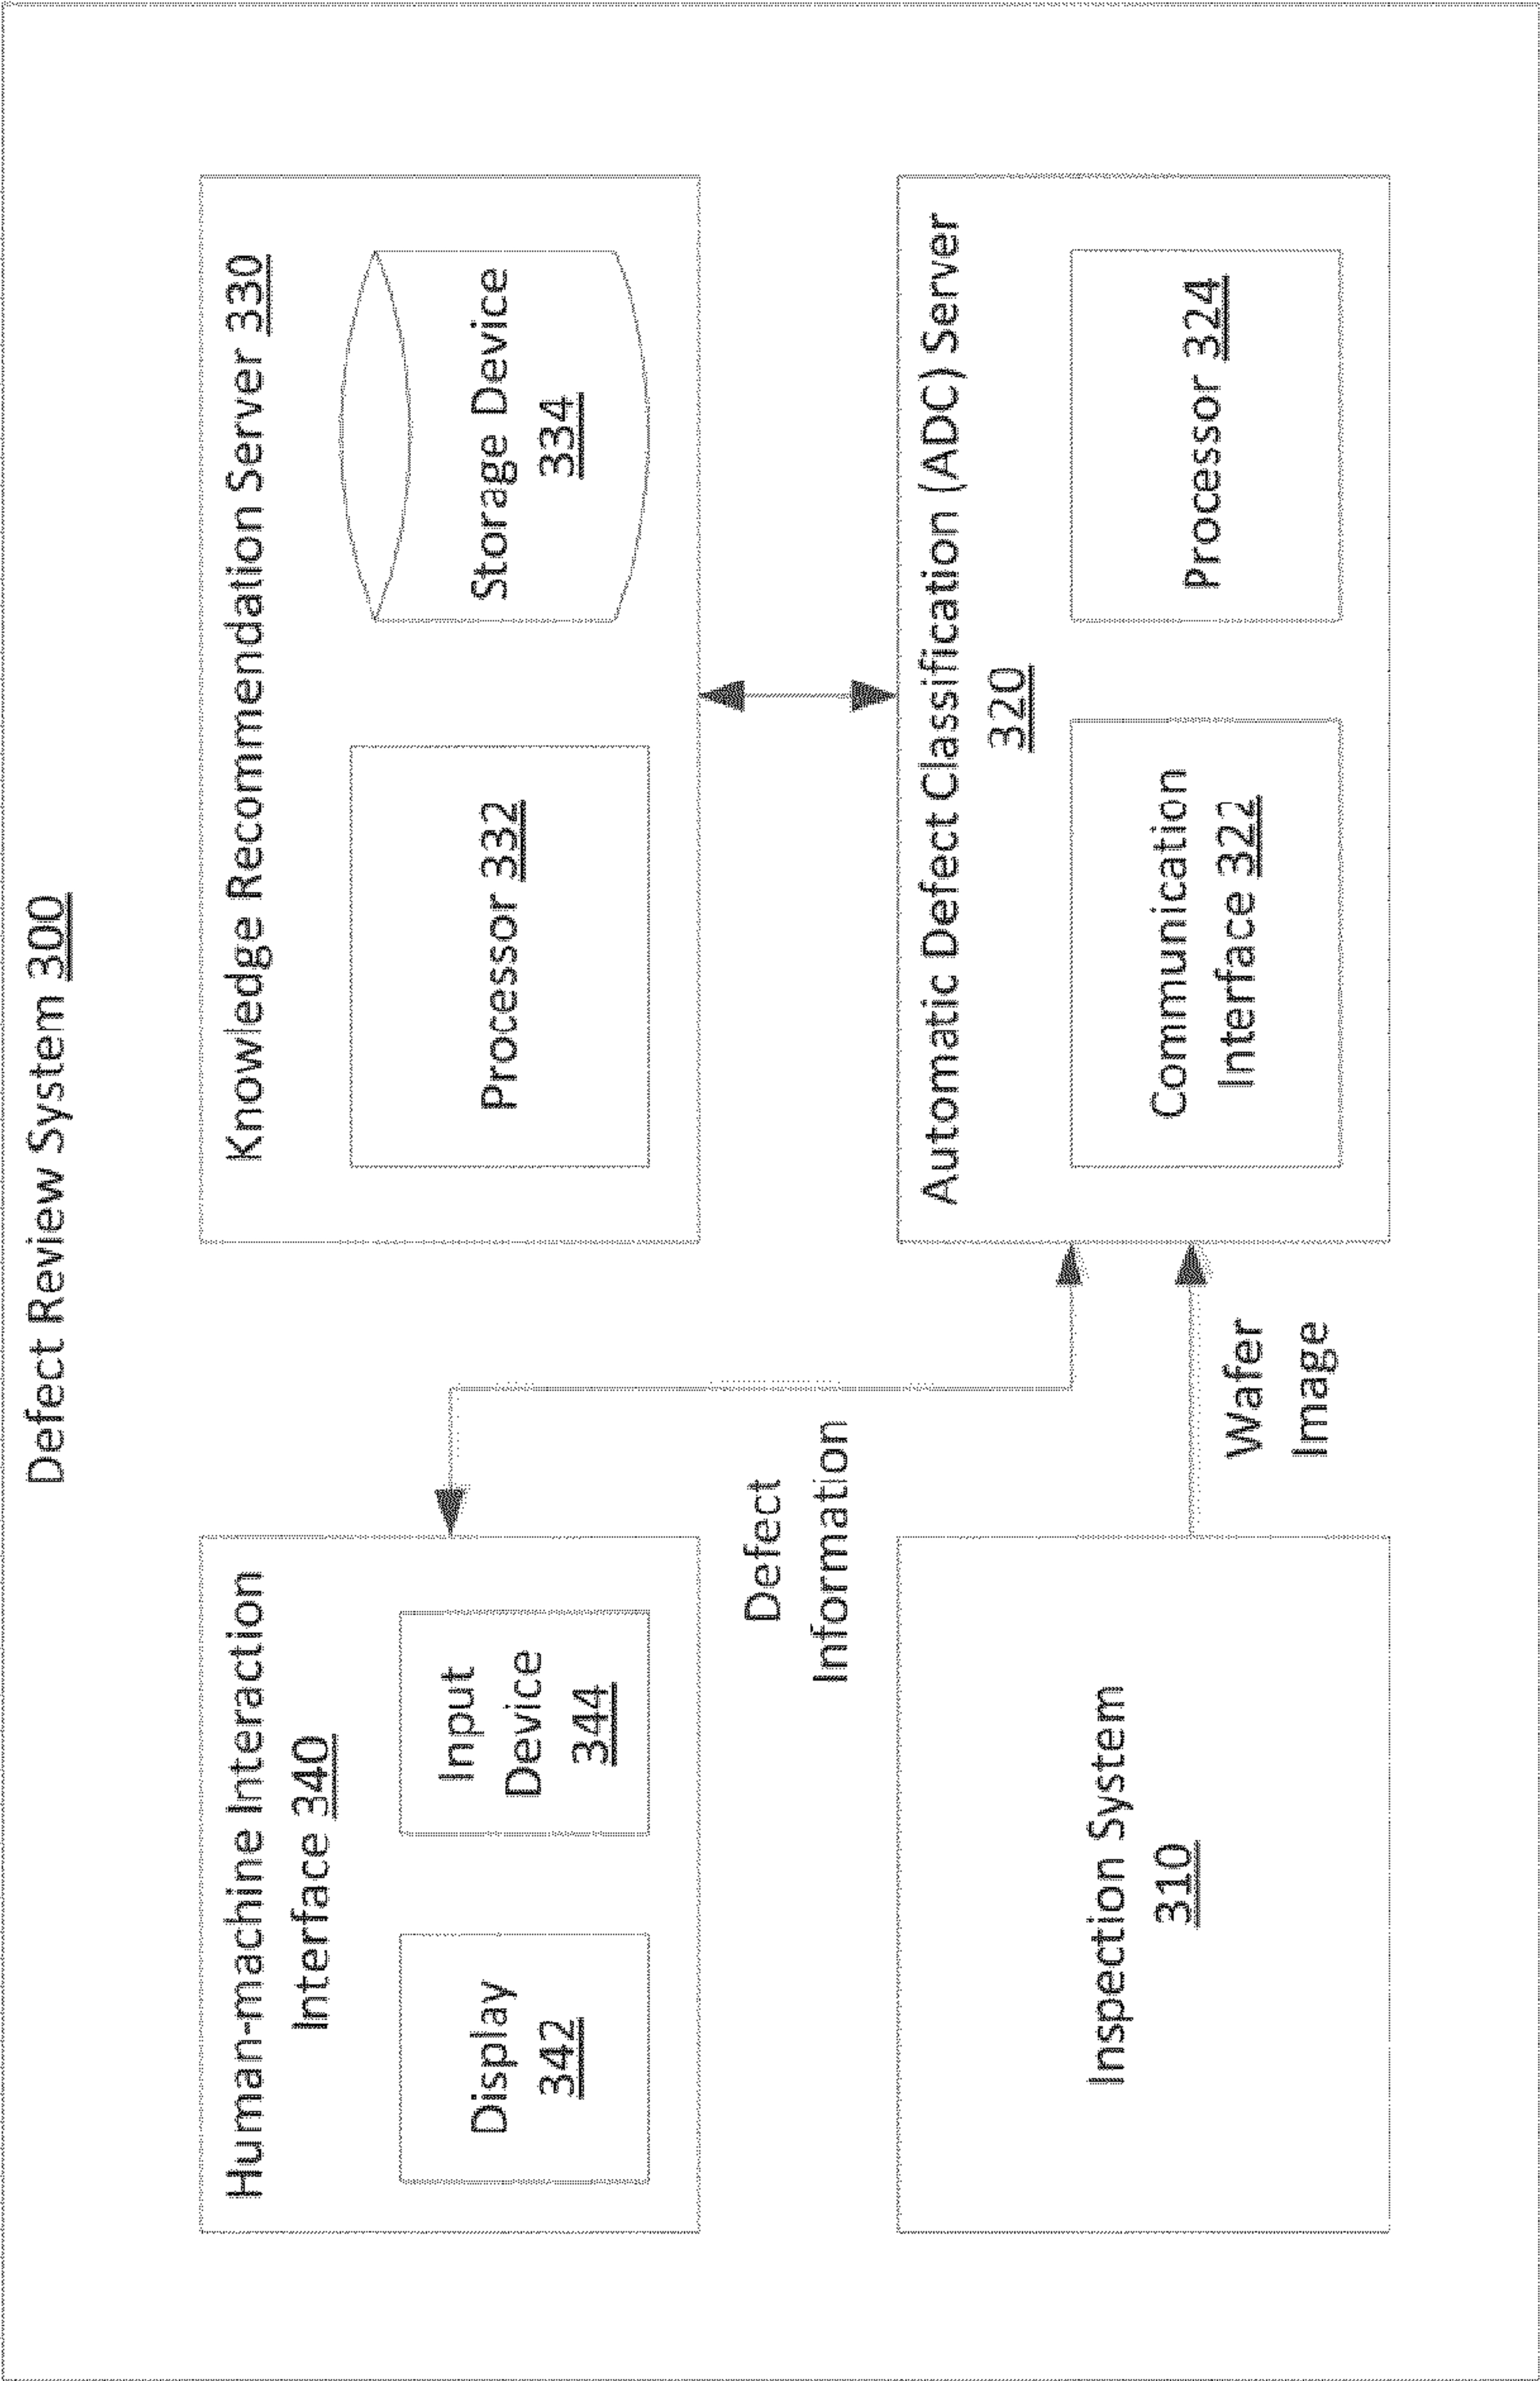 Defect Review System 300
Human-machine Interaction
Interface 340
Display
342
Input
Device
344
Knowledge Recommendation Server 330
Processor 332
Storage Device
334
Defect
Information
Inspection System
310
Wafer
Image
Automatic Defect Classification (ADC) Server
320
Communication
Interface 322
Processor 324